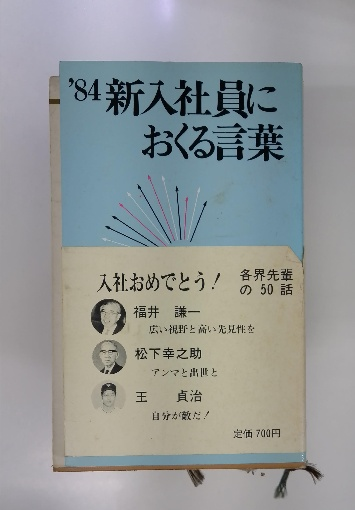 '84 新入社員に
おくる言葉
入社おめでとう!
各界先輩
の 50 話
福井 謙一
広い視野と高い先見性を
松下幸之助
アンマと出世と
王 貞治
自分が敵だ!
定価 700円